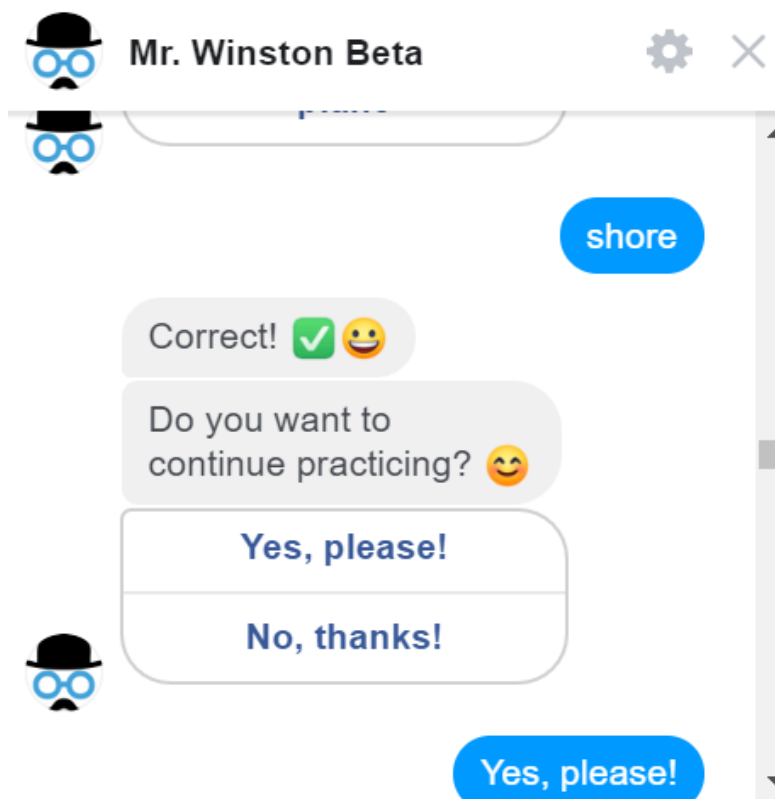 Mr. Winston Beta
shore
Correct! ✅😀
Do you want to
continue practicing? 😊
Yes, please!
No, thanks!
Yes, please!